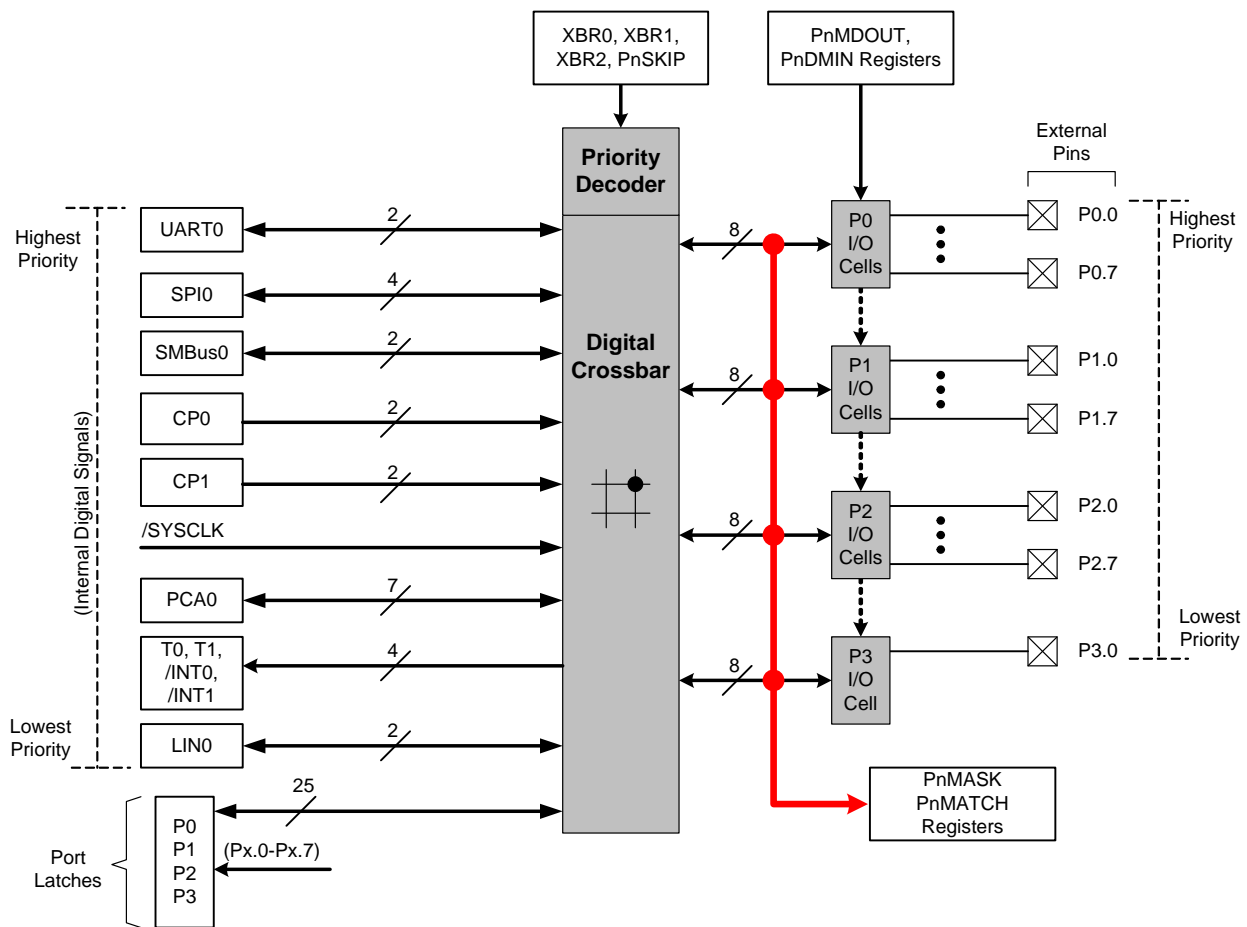 XBR0, XBR1,
XBR2, PnSKIP
PnMDOUT,
PnDMIN Registers
External
Pins
Priority
Decoder
Digital
Crossbar
Highest
Priority
(Internal Digital Signals)
Lowest
Priority
UART0
2
SPI0
4
SMBus0
2
CP0
2
CP1
2
/SYSCLK
PCA0
7
T0, T1,
/INT0,
/INT1
4
LIN0
2
Port
Latches
P0
P1
P2
P3
25
(Px.0-Px.7)
8
P0
I/O
Cells
P0.0
P0.7
8
P1
I/O
Cells
P1.0
P1.7
8
P2
I/O
Cells
P2.0
P2.7
8
P3
I/O
Cell
P3.0
Highest
Priority
Lowest
Priority
PnMASK
PnMATCH
Registers